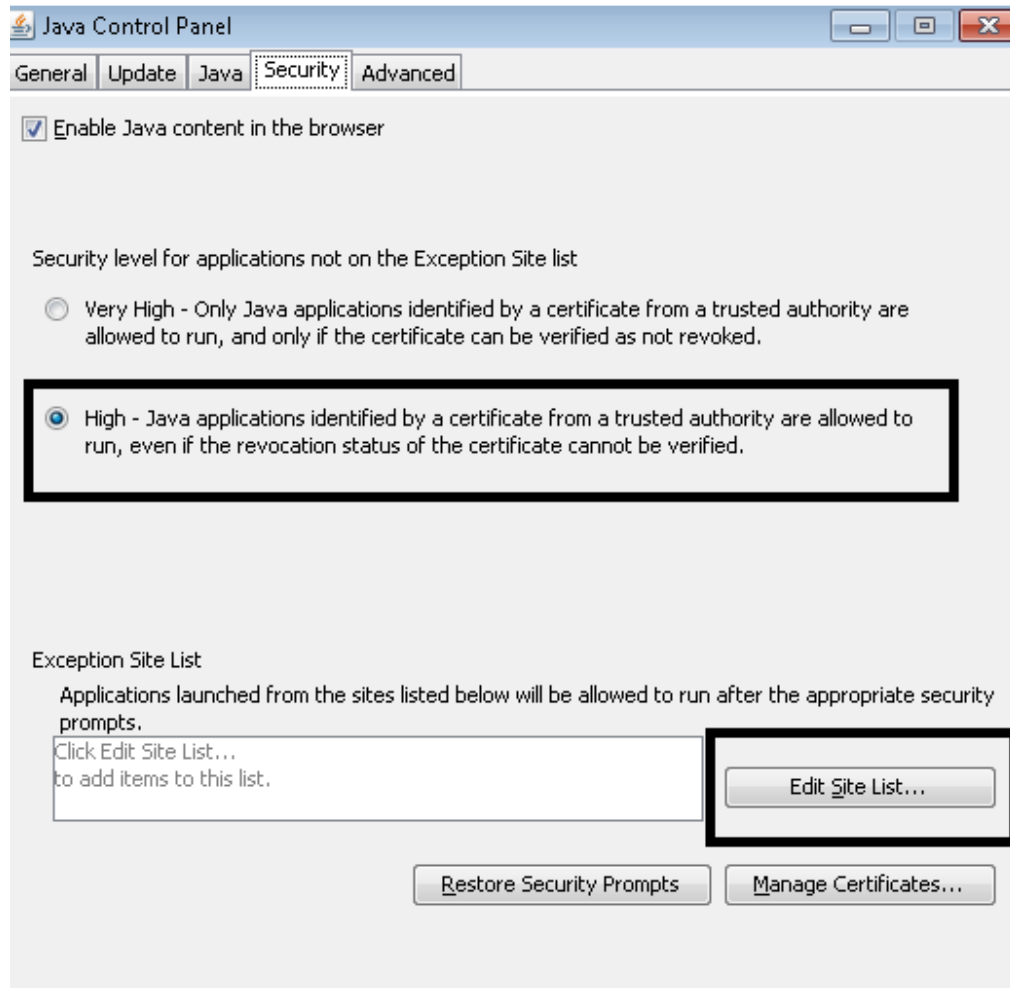 Java Control Panel
General Update Java Security Advanced
Enable Java content in the browser
Security level for applications not on the Exception Site list
Very High - Only Java applications identified by a certificate from a trusted authority are
allowed to run, and only if the certificate can be verified as not revoked.
High - Java applications identified by a certificate from a trusted authority are allowed to
run, even if the revocation status of the certificate cannot be verified.
Exception Site List
Applications launched from the sites listed below will be allowed to run after the appropriate security
prompts.
Click Edit Site List...
to add items to this list.
Edit Site List...
Restore Security Prompts Manage Certificates...